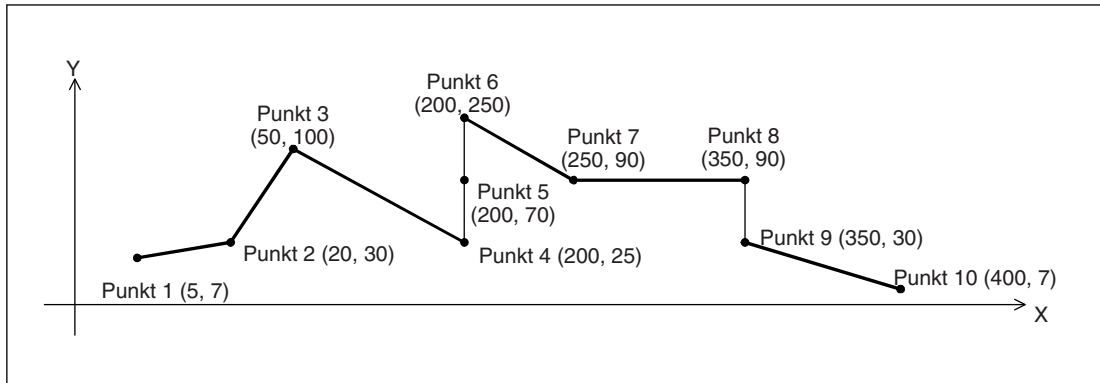 Y
Punkt 6
(200, 250)
Punkt 3
(50, 100)
Punkt 7
(250, 90)
Punkt 8
(350, 90)
Punkt 5
(200, 70)
Punkt 2 (20, 30)
Punkt 4 (200, 25)
Punkt 9 (350, 30)
Punkt 1 (5, 7)
Punkt 10 (400, 7)
X